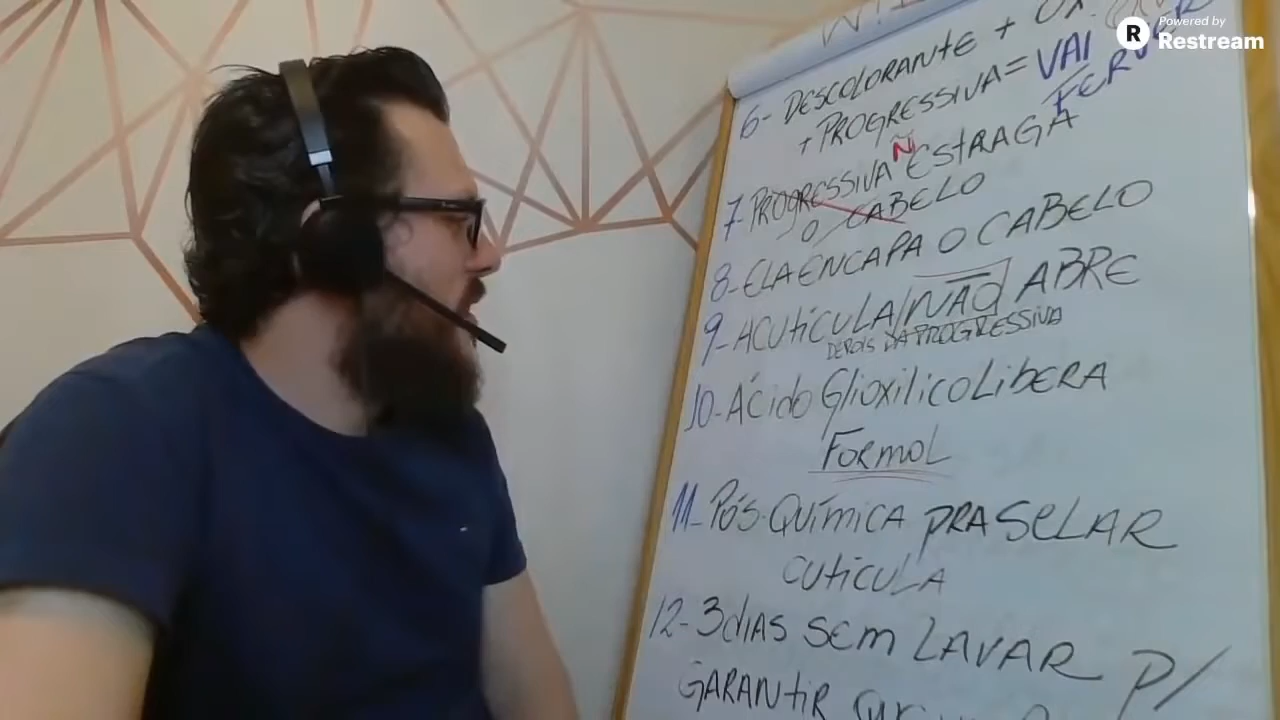 Powered by
Restream
6- DESCOLORANTE + OX.
+ PROGRESSIVA = VAI
FERVER
7 PROGRESSIVA Ñ ESTRAGA
O CABELO
8- ELA ENCAPA O CABELO
9- A CUTÍCULA NÃO ABRE
DEPOIS DA PROGRESSIVA
10- ÁCIDO GLIOXILICO LIBERA
FORMOL
11- PÓS-QUÍMICA PRA SELAR
CUTÍCULA
12- 3 DIAS SEM LAVAR P/
GARANTIR